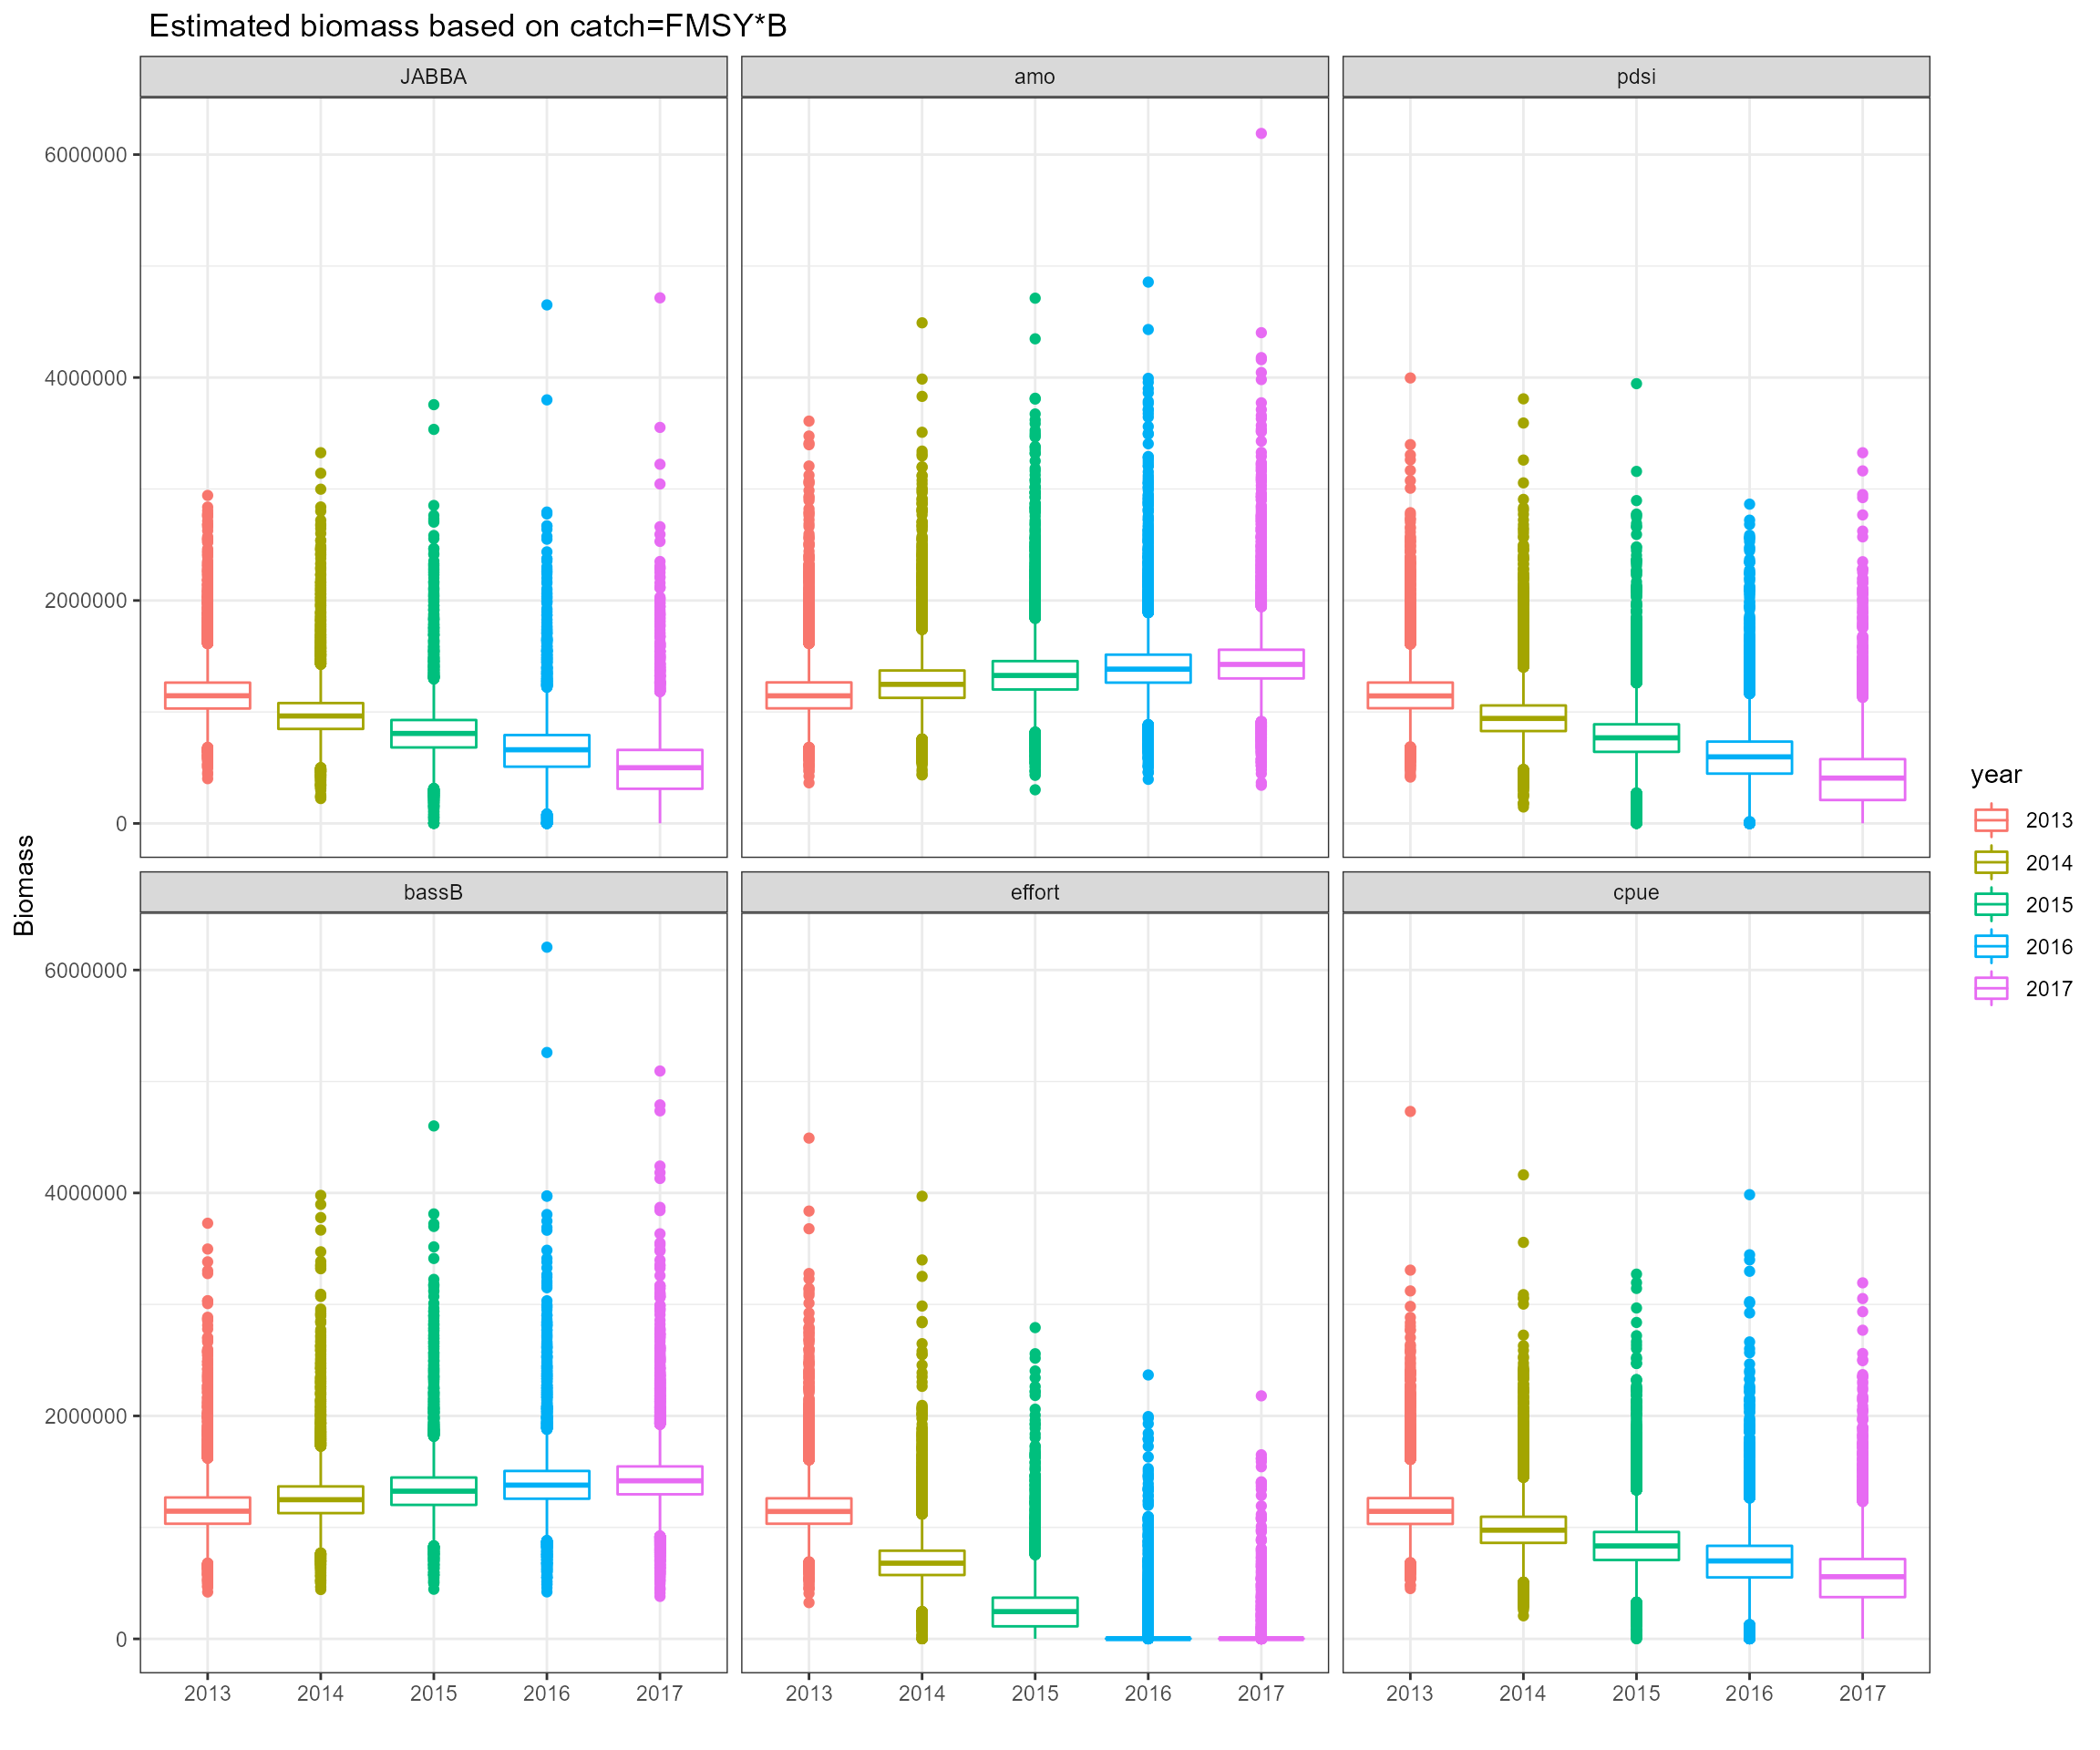 Estimated biomass based on catch=FMSY*B
JABBA
amo
pdsi
6000000
4000000
2000000
0
bassB
effort
cpue
6000000
4000000
2000000
0
Biomass
2013 2014 2015 2016 2017
2013 2014 2015 2016 2017
2013 2014 2015 2016 2017
year
2013
2014
2015
2016
2017